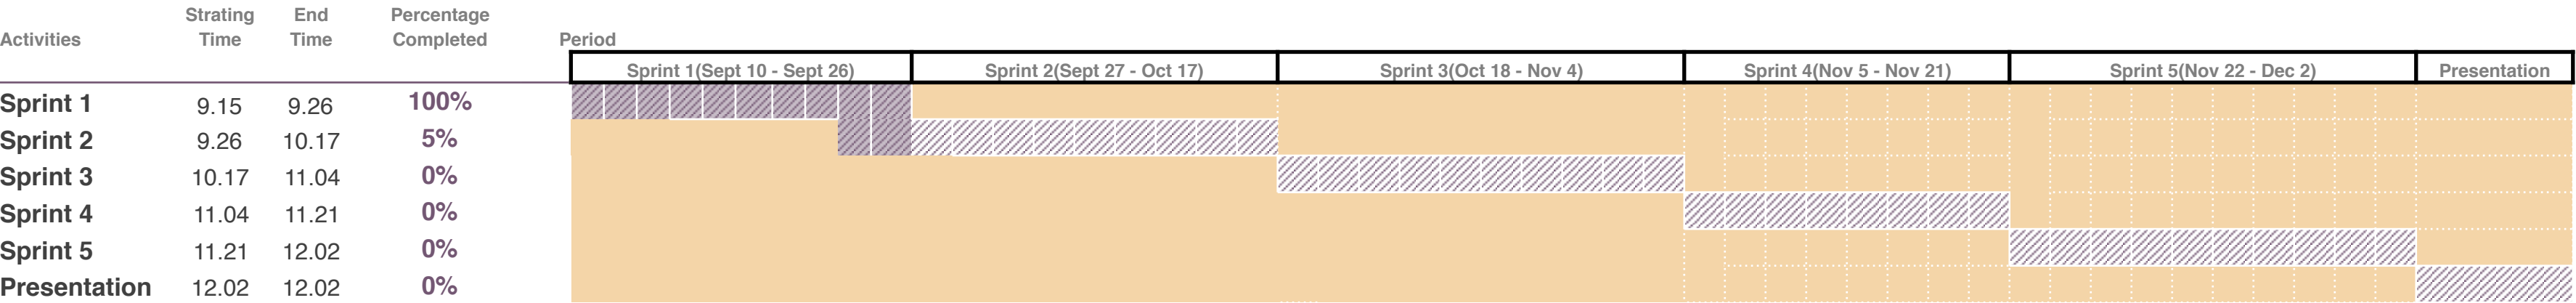 Strating End Percentage
Activities Time Time Completed Period
Sprint 1(Sept 10 - Sept 26) Sprint 2(Sept 27 - Oct 17) Sprint 3(Oct 18 - Nov 4) Sprint 4(Nov 5 - Nov 21) Sprint 5(Nov 22 - Dec 2) Presentation
Sprint 1 9.15 9.26 100%
Sprint 2 9.26 10.17 5%
Sprint 3 10.17 11.04 0%
Sprint 4 11.04 11.21 0%
Sprint 5 11.21 12.02 0%
Presentation 12.02 12.02 0%